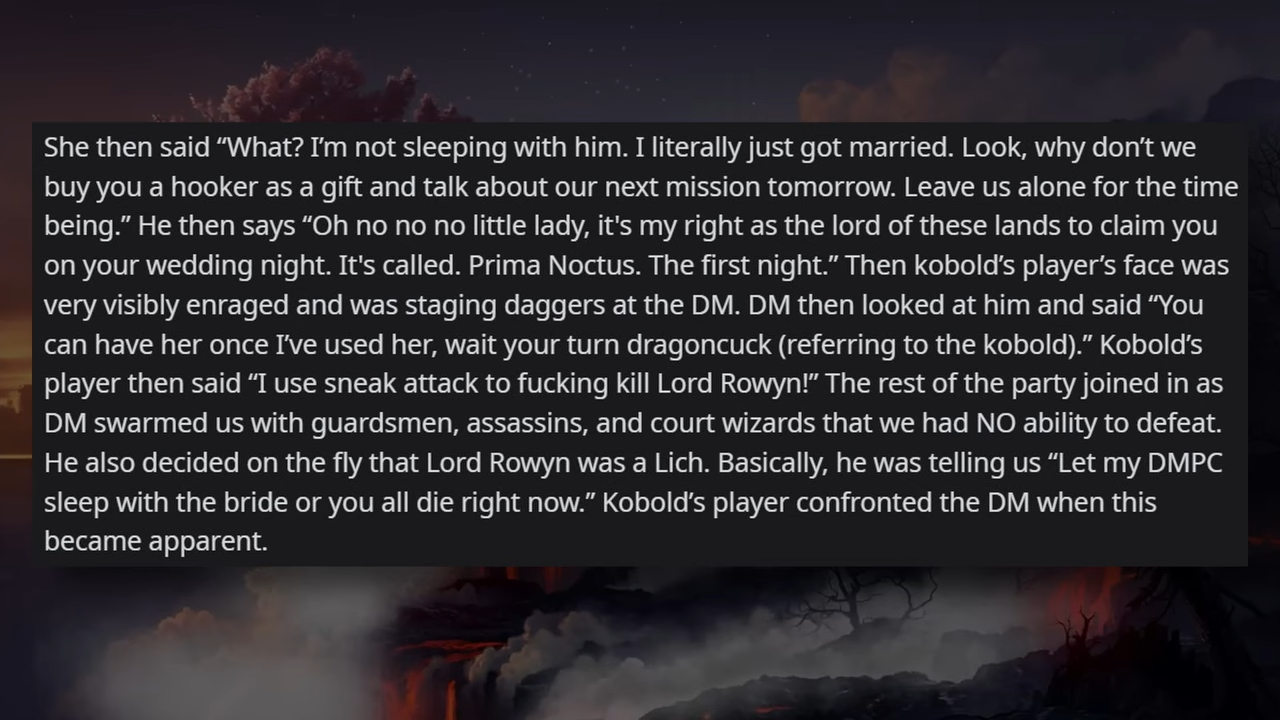 She then said “What? I’m not sleeping with him. I literally just got married. Look, why don’t we
buy you a hooker as a gift and talk about our next mission tomorrow. Leave us alone for the time
being.” He then says “Oh no no no little lady, it's my right as the lord of these lands to claim you
on your wedding night. It's called. Prima Noctus. The first night.” Then kobold’s player’s face was
very visibly enraged and was staging daggers at the DM. DM then looked at him and said “You
can have her once I’ve used her, wait your turn dragoncuck (referring to the kobold).” Kobold’s
player then said “I use sneak attack to fucking kill Lord Rowyn!” The rest of the party joined in as
DM swarmed us with guardsmen, assassins, and court wizards that we had NO ability to defeat.
He also decided on the fly that Lord Rowyn was a Lich. Basically, he was telling us “Let my DMPC
sleep with the bride or you all die right now.” Kobold’s player confronted the DM when this
became apparent.